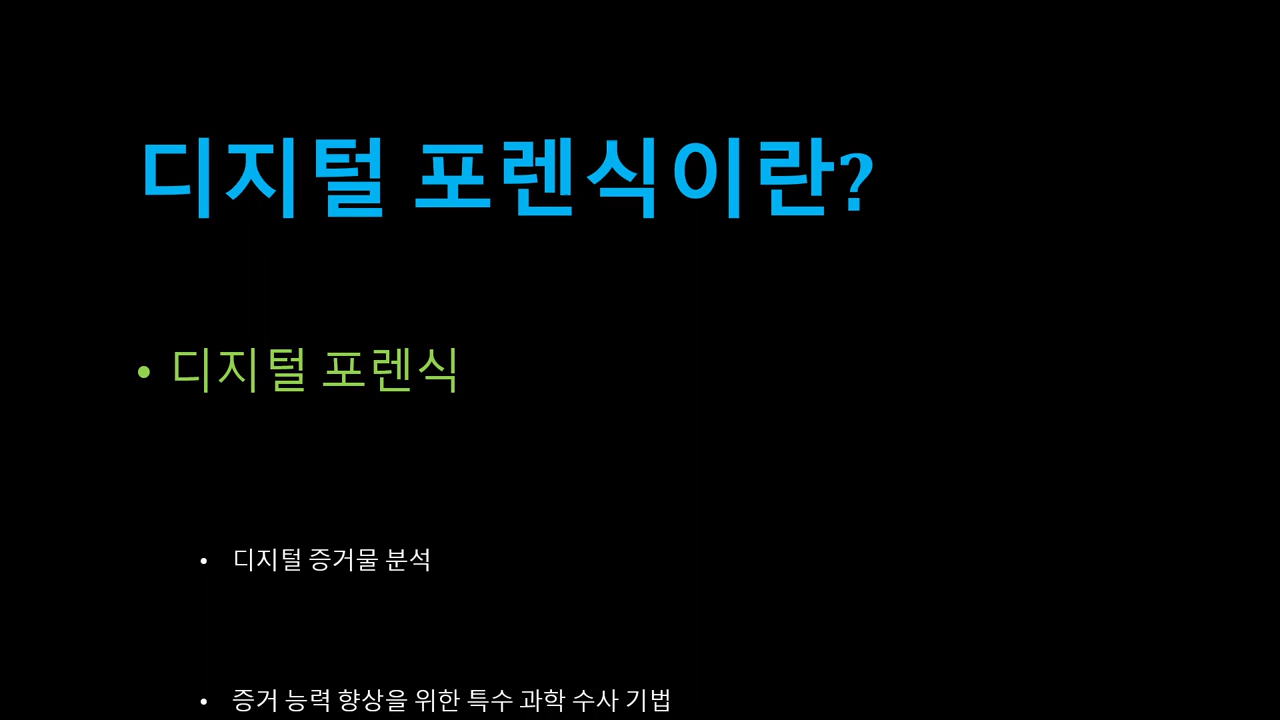 디지털 포렌식이란?
• 디지털 포렌식
• 디지털 증거물 분석
• 증거 능력 향상을 위한 특수 과학 수사 기법